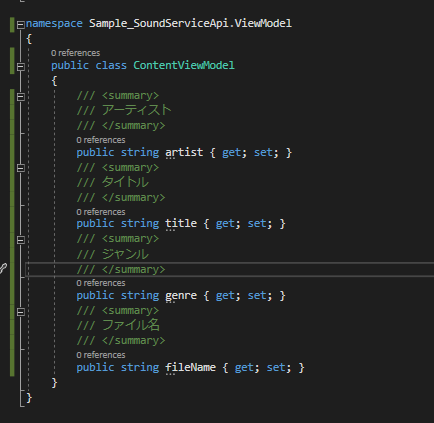 namespace Sample_SoundServiceApi.ViewModel
{
0 references
public class ContentViewModel
{
/// <summary>
/// アーティスト
/// </summary>
0 references
public string artist { get; set; }
/// <summary>
/// タイトル
/// </summary>
0 references
public string title { get; set; }
/// <summary>
/// ジャンル
/// </summary>
0 references
public string genre { get; set; }
/// <summary>
/// ファイル名
/// </summary>
0 references
public string fileName { get; set; }
}
}